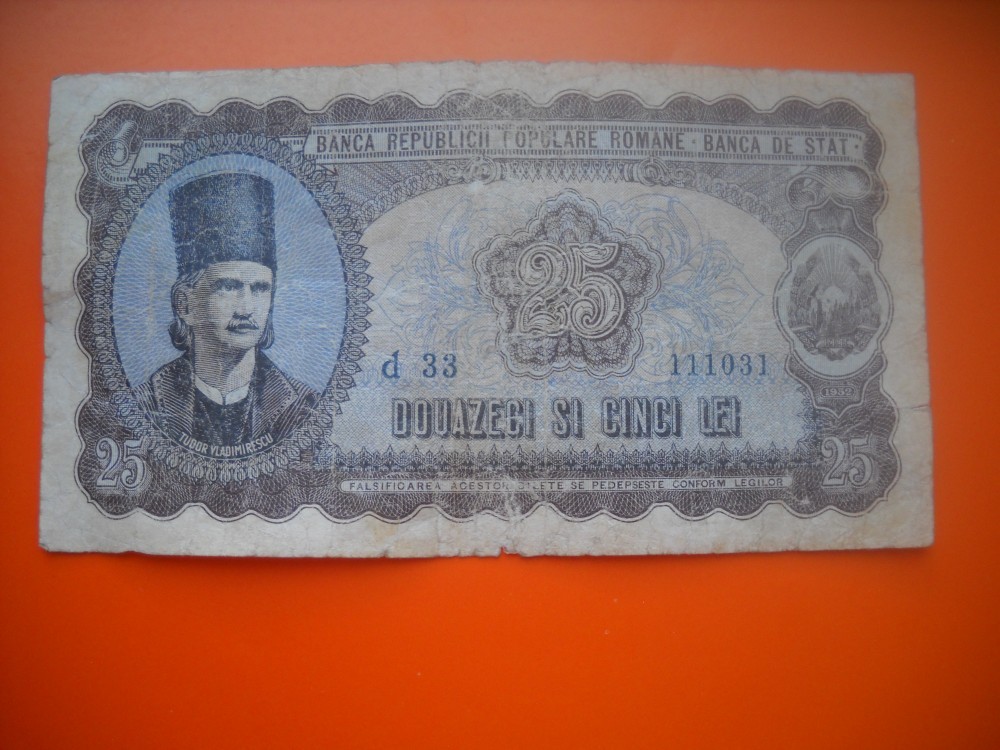 BANCA REPUBLICII POPULARE ROMANE · BANCA DE STAT ·
25
d 33 111031
1952
DOUAZECI SI CINCI LEI
TUDOR VLADIMIRESCU
25 25
FALSIFICAREA ACESTOR BILETE SE PEDEPSESTE CONFORM LEGILOR